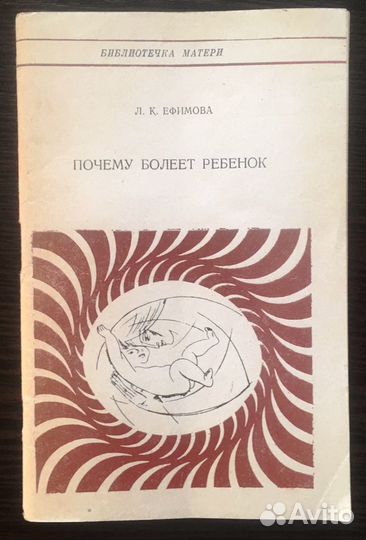 БИБЛИОТЕЧКА МАТЕРИ
Л. К. ЕФИМОВА
ПОЧЕМУ БОЛЕЕТ РЕБЕНОК
Avito